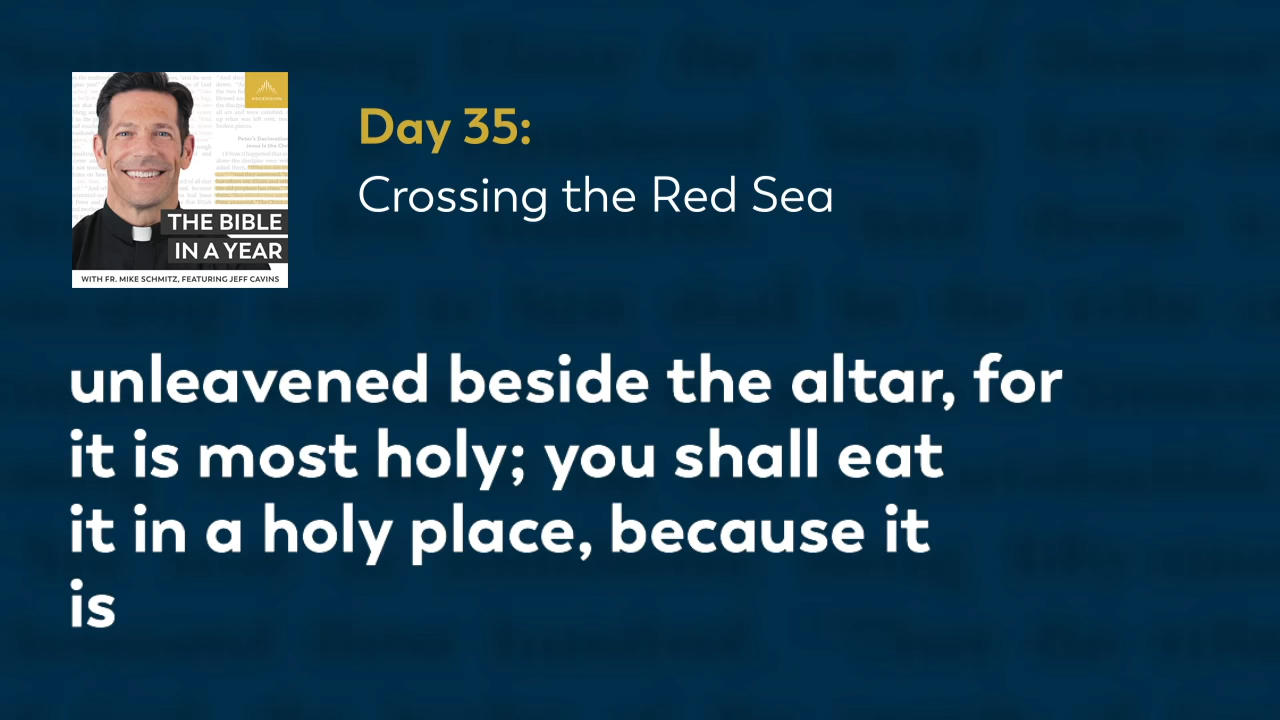 ASCENSION
THE BIBLE
IN A YEAR
WITH FR. MIKE SCHMITZ, FEATURING JEFF CAVINS
Day 35:
Crossing the Red Sea
unleavened beside the altar, for
it is most holy; you shall eat
it in a holy place, because it
is